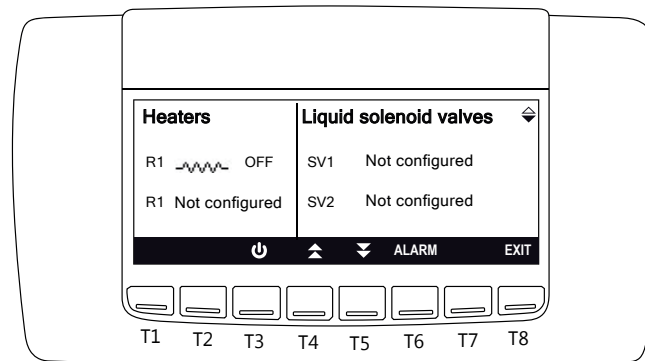 Heaters
R1 OFF
R1 Not configured
Liquid solenoid valves
SV1 Not configured
SV2 Not configured
ALARM EXIT
T1 T2 T3 T4 T5 T6 T7 T8